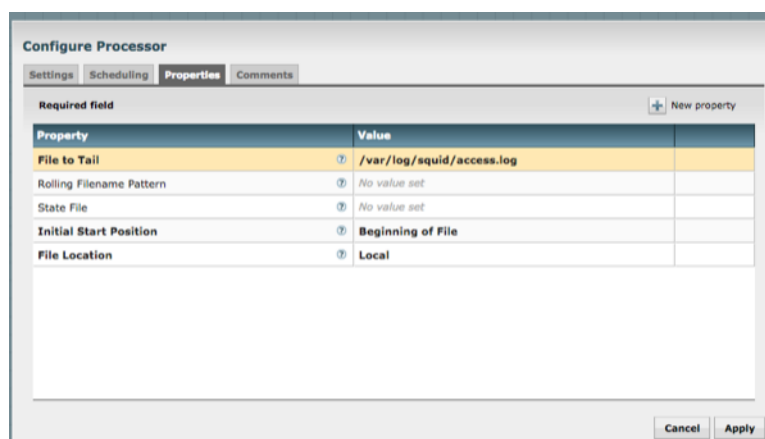 Configure Processor
Settings Scheduling Properties Comments
Required field New property
Property Value
File to Tail /var/log/squid/access.log
Rolling Filename Pattern No value set
State File No value set
Initial Start Position Beginning of File
File Location Local
Cancel Apply